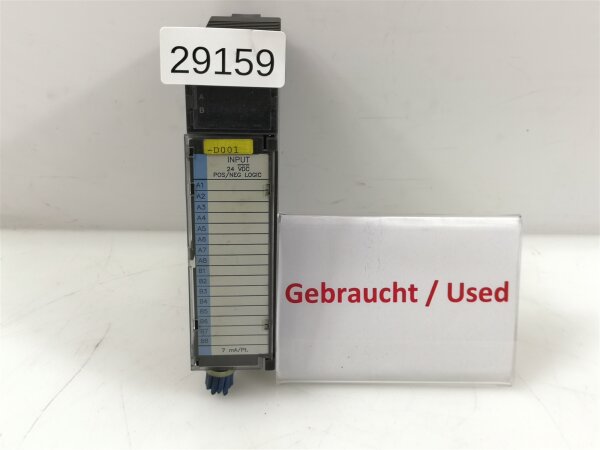 29159
A
B
-D001
INPUT
24 VDC
POS/NEG LOGIC
A1
A2
A3
A4
A5
A6
A7
A8
B1
B2
B3
B4
B5
B6
B7
B8
7 mA/Pt.
Gebraucht / Used